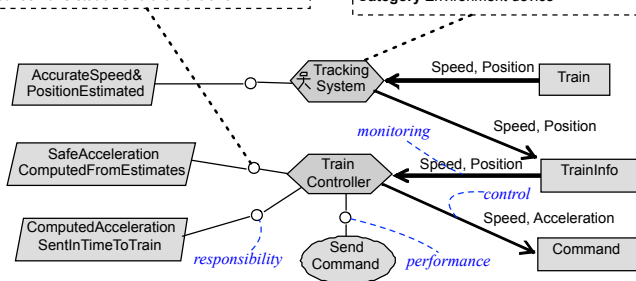 Category Environment device
AccurateSpeed&
PositionEstimated
Tracking
System
Speed, Position
Train
Speed, Position
monitoring
SafeAcceleration
ComputedFromEstimates
Train
Controller
Speed, Position
TrainInfo
control
Speed, Acceleration
ComputedAcceleration
SentInTimeToTrain
responsibility
Send
Command
performance
Command